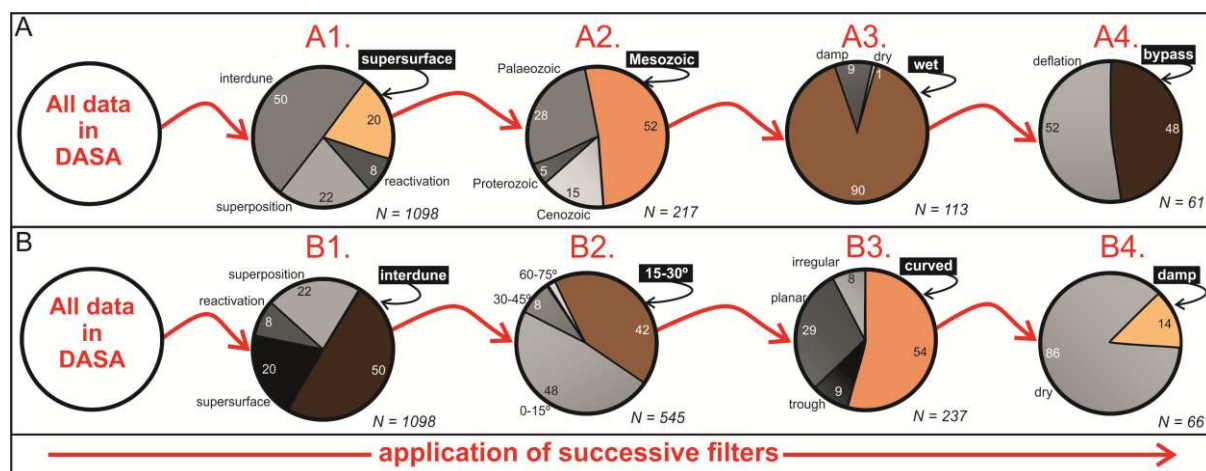 A
All data
in
DASA
A1.
supersurface
interdune
50
20
8
reactivation
22
superposition
N = 1098
A2.
Mesozoic
Palaeozoic
28
52
5
Proterozoic
15
Cenozoic
N = 217
A3.
damp
dry
9
1
wet
90
N = 113
A4.
bypass
deflation
52
48
N = 61
B
All data
in
DASA
B1.
interdune
superposition
22
reactivation
8
20
50
supersurface
N = 1098
B2.
60-75º
15-30º
30-45º
8
42
48
0-15º
N = 545
B3.
irregular
curved
8
planar
29
54
9
trough
N = 237
B4.
damp
14
86
dry
N = 66
application of successive filters